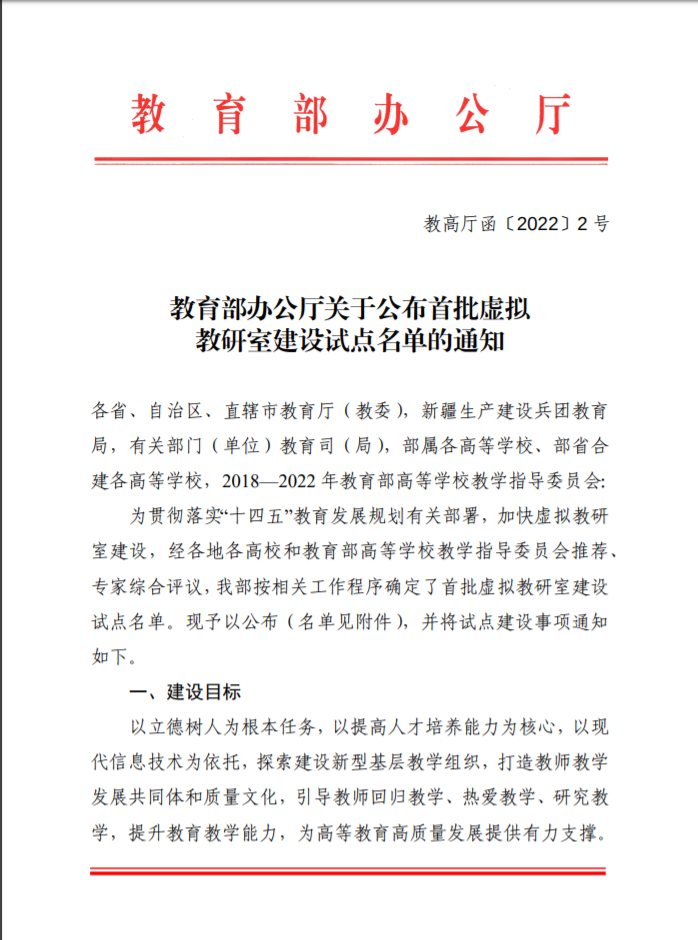 教育部办公厅
教高厅函〔2022〕2号
教育部办公厅关于公布首批虚拟
教研室建设试点名单的通知
各省、自治区、直辖市教育厅（教委），新疆生产建设兵团教育
局，有关部门（单位）教育司（局），部属各高等学校、部省合
建各高等学校，2018—2022年教育部高等学校教学指导委员会:
为贯彻落实“十四五”教育发展规划有关部署，加快虚拟教研
室建设，经各地各高校和教育部高等学校教学指导委员会推荐、
专家综合评议，我部按相关工作程序确定了首批虚拟教研室建设
试点名单。现予以公布（名单见附件），并将试点建设事项通知
如下。
一、建设目标
以立德树人为根本任务，以提高人才培养能力为核心，以现
代信息技术为依托，探索建设新型基层教学组织，打造教师教学
发展共同体和质量文化，引导教师回归教学、热爱教学、研究教
学，提升教育教学能力，为高等教育高质量发展提供有力支撑。